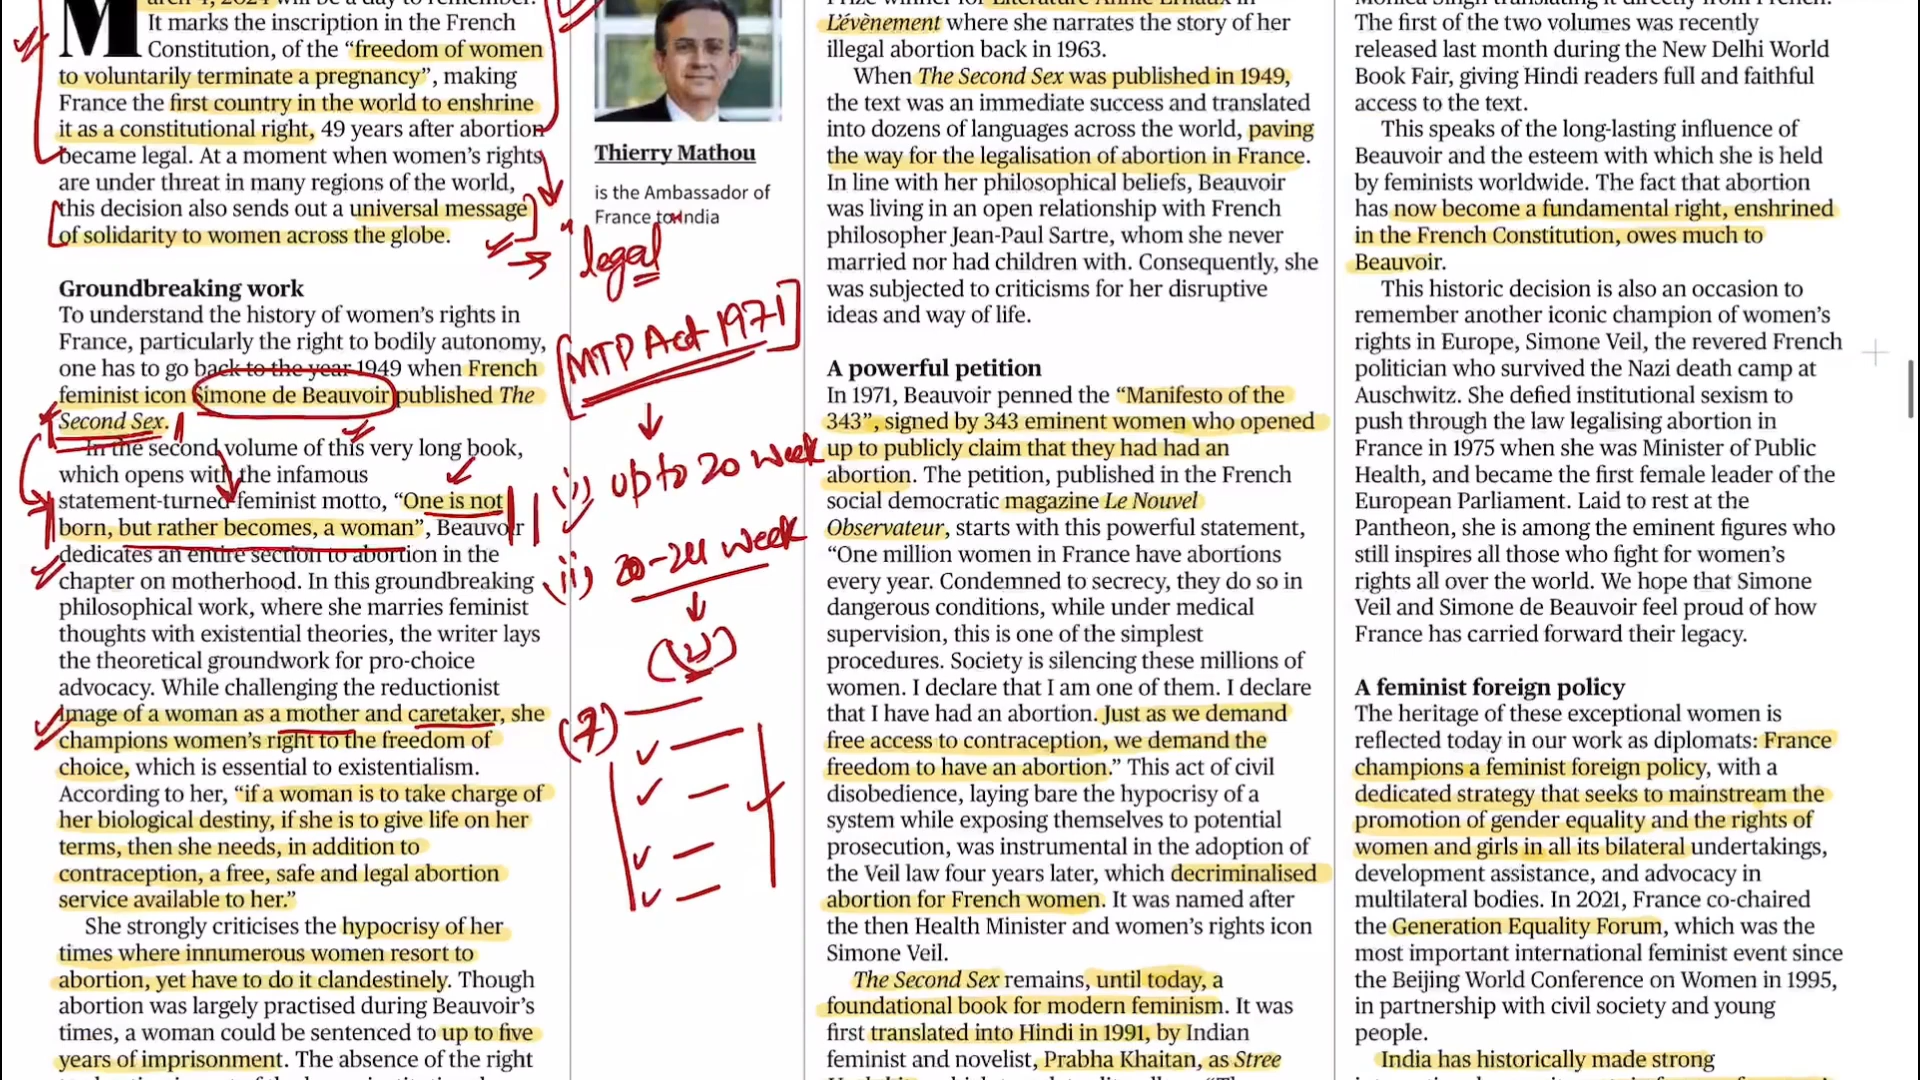 March 4, 2024 will be a day to remember.
It marks the inscription in the French
Constitution, of the “freedom of women
to voluntarily terminate a pregnancy”, making
France the first country in the world to enshrine
it as a constitutional right, 49 years after abortion
became legal. At a moment when women’s rights
are under threat in many regions of the world,
this decision also sends out a universal message
of solidarity to women across the globe.
Groundbreaking work
To understand the history of women’s rights in
France, particularly the right to bodily autonomy,
one has to go back to the year 1949 when French
feminist icon Simone de Beauvoir published The
Second Sex.
In the second volume of this very long book,
which opens with the infamous
statement-turned-feminist motto, “One is not
born, but rather becomes, a woman”, Beauvoir
dedicates an entire section to abortion in the
chapter on motherhood. In this groundbreaking
philosophical work, where she marries feminist
thoughts with existential theories, the writer lays
the theoretical groundwork for pro-choice
advocacy. While challenging the reductionist
image of a woman as a mother and caretaker, she
champions women’s right to the freedom of
choice, which is essential to existentialism.
According to her, “if a woman is to take charge of
her biological destiny, if she is to give life on her
terms, then she needs, in addition to
contraception, a free, safe and legal abortion
service available to her.”
She strongly criticises the hypocrisy of her
times where innumerous women resort to
abortion, yet have to do it clandestinely. Though
abortion was largely practised during Beauvoir’s
times, a woman could be sentenced to up to five
years of imprisonment. The absence of the right
Thierry Mathou
is the Ambassador of
France to India
legal
[MTP Act 1971]
(i) up to 20 week
(ii) 20-24 week
(2)
(7)
Prize winner for Literature Annie Ernaux in
L’évènement where she narrates the story of her
illegal abortion back in 1963.
When The Second Sex was published in 1949,
the text was an immediate success and translated
into dozens of languages across the world, paving
the way for the legalisation of abortion in France.
In line with her philosophical beliefs, Beauvoir
was living in an open relationship with French
philosopher Jean-Paul Sartre, whom she never
married nor had children with. Consequently, she
was subjected to criticisms for her disruptive
ideas and way of life.
A powerful petition
In 1971, Beauvoir penned the “Manifesto of the
343”, signed by 343 eminent women who opened
up to publicly claim that they had had an
abortion. The petition, published in the French
social democratic magazine Le Nouvel
Observateur, starts with this powerful statement,
“One million women in France have abortions
every year. Condemned to secrecy, they do so in
dangerous conditions, while under medical
supervision, this is one of the simplest
procedures. Society is silencing these millions of
women. I declare that I am one of them. I declare
that I have had an abortion. Just as we demand
free access to contraception, we demand the
freedom to have an abortion.” This act of civil
disobedience, laying bare the hypocrisy of a
system while exposing themselves to potential
prosecution, was instrumental in the adoption of
the Veil law four years later, which decriminalised
abortion for French women. It was named after
the then Health Minister and women’s rights icon
Simone Veil.
The Second Sex remains, until today, a
foundational book for modern feminism. It was
first translated into Hindi in 1991, by Indian
feminist and novelist, Prabha Khaitan, as Stree
Monica Singh translating it directly from French.
The first of the two volumes was recently
released last month during the New Delhi World
Book Fair, giving Hindi readers full and faithful
access to the text.
This speaks of the long-lasting influence of
Beauvoir and the esteem with which she is held
by feminists worldwide. The fact that abortion
has now become a fundamental right, enshrined
in the French Constitution, owes much to
Beauvoir.
This historic decision is also an occasion to
remember another iconic champion of women’s
rights in Europe, Simone Veil, the revered French
politician who survived the Nazi death camp at
Auschwitz. She defied institutional sexism to
push through the law legalising abortion in
France in 1975 when she was Minister of Public
Health, and became the first female leader of the
European Parliament. Laid to rest at the
Pantheon, she is among the eminent figures who
still inspires all those who fight for women’s
rights all over the world. We hope that Simone
Veil and Simone de Beauvoir feel proud of how
France has carried forward their legacy.
A feminist foreign policy
The heritage of these exceptional women is
reflected today in our work as diplomats: France
champions a feminist foreign policy, with a
dedicated strategy that seeks to mainstream the
promotion of gender equality and the rights of
women and girls in all its bilateral undertakings,
development assistance, and advocacy in
multilateral bodies. In 2021, France co-chaired
the Generation Equality Forum, which was the
most important international feminist event since
the Beijing World Conference on Women in 1995,
in partnership with civil society and young
people.
India has historically made strong